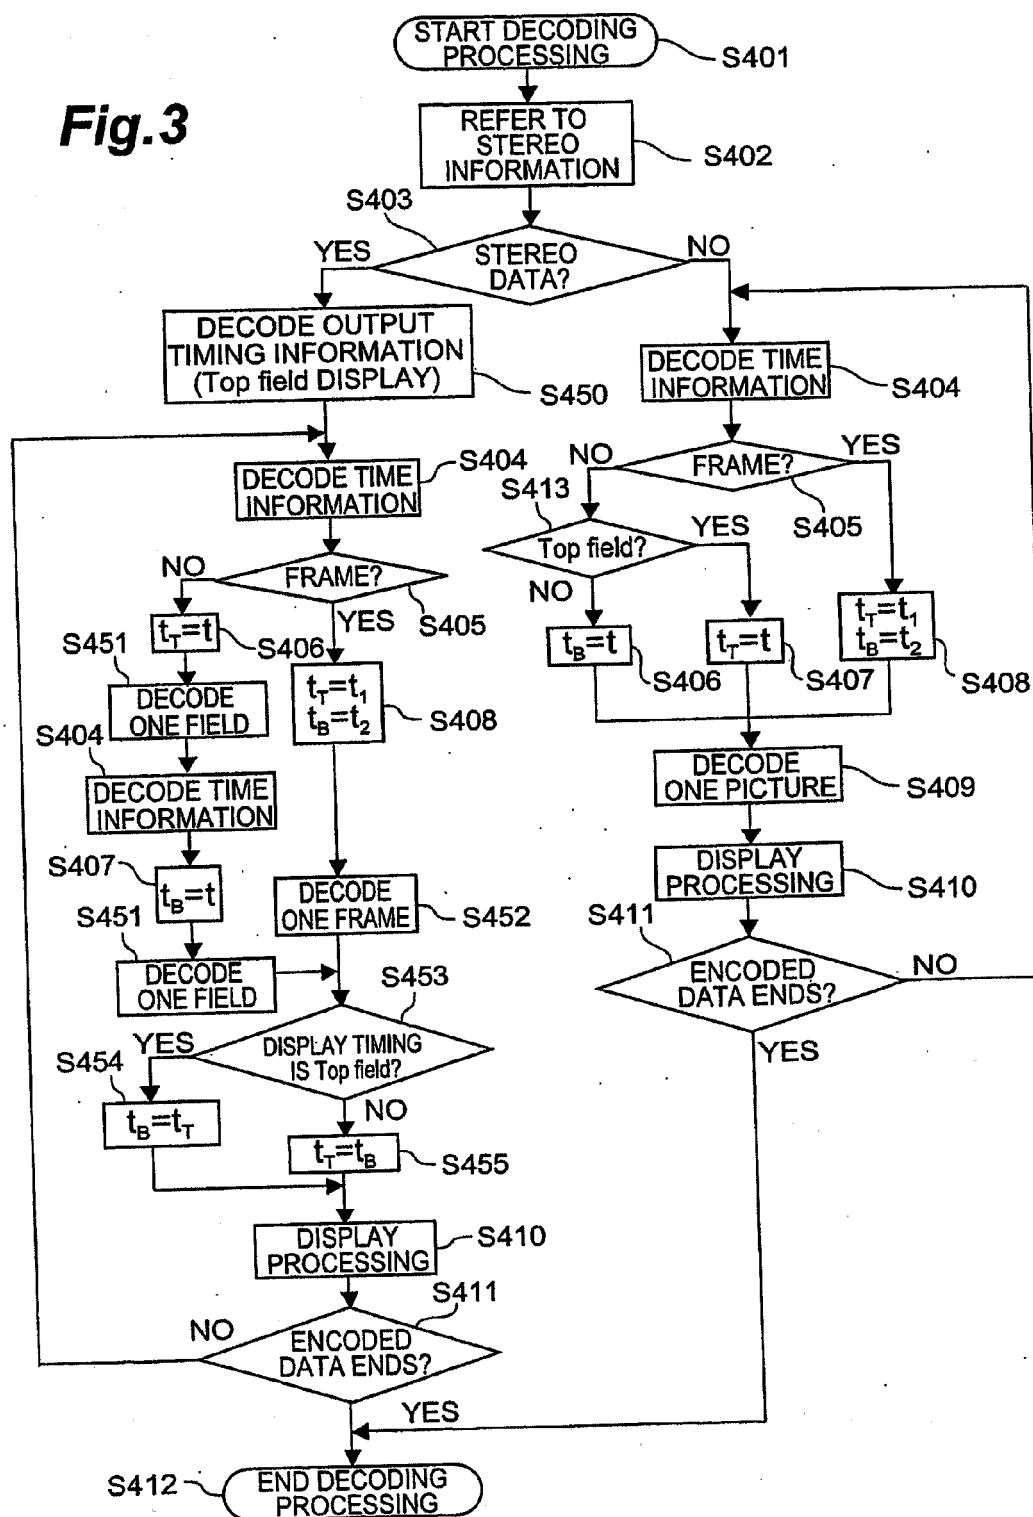 Fig.3
START DECODING
PROCESSING
S401
REFER TO
STEREO
INFORMATION
S402
S403
YES
STEREO
DATA?
NO
DECODE OUTPUT
TIMING INFORMATION
(Top field DISPLAY)
S450
DECODE TIME
INFORMATION
S404
DECODE TIME
INFORMATION
S404
NO
FRAME?
YES
S405
S413
Top field?
YES
NO
NO
FRAME?
YES
S405
tT=t
S406
tT=t1
tB=t2
S408
tB=t
S406
tT=t
S407
tT=t1
tB=t2
S408
S451
DECODE
ONE FIELD
S404
DECODE TIME
INFORMATION
S407
tB=t
S451
DECODE
ONE FIELD
DECODE
ONE FRAME
S452
DECODE
ONE PICTURE
S409
DISPLAY
PROCESSING
S410
S411
ENCODED
DATA ENDS?
NO
YES
S453
YES
DISPLAY TIMING
IS Top field?
NO
S454
tB=tT
tT=tB
S455
DISPLAY
PROCESSING
S410
S411
NO
ENCODED
DATA ENDS?
YES
S412
END DECODING
PROCESSING